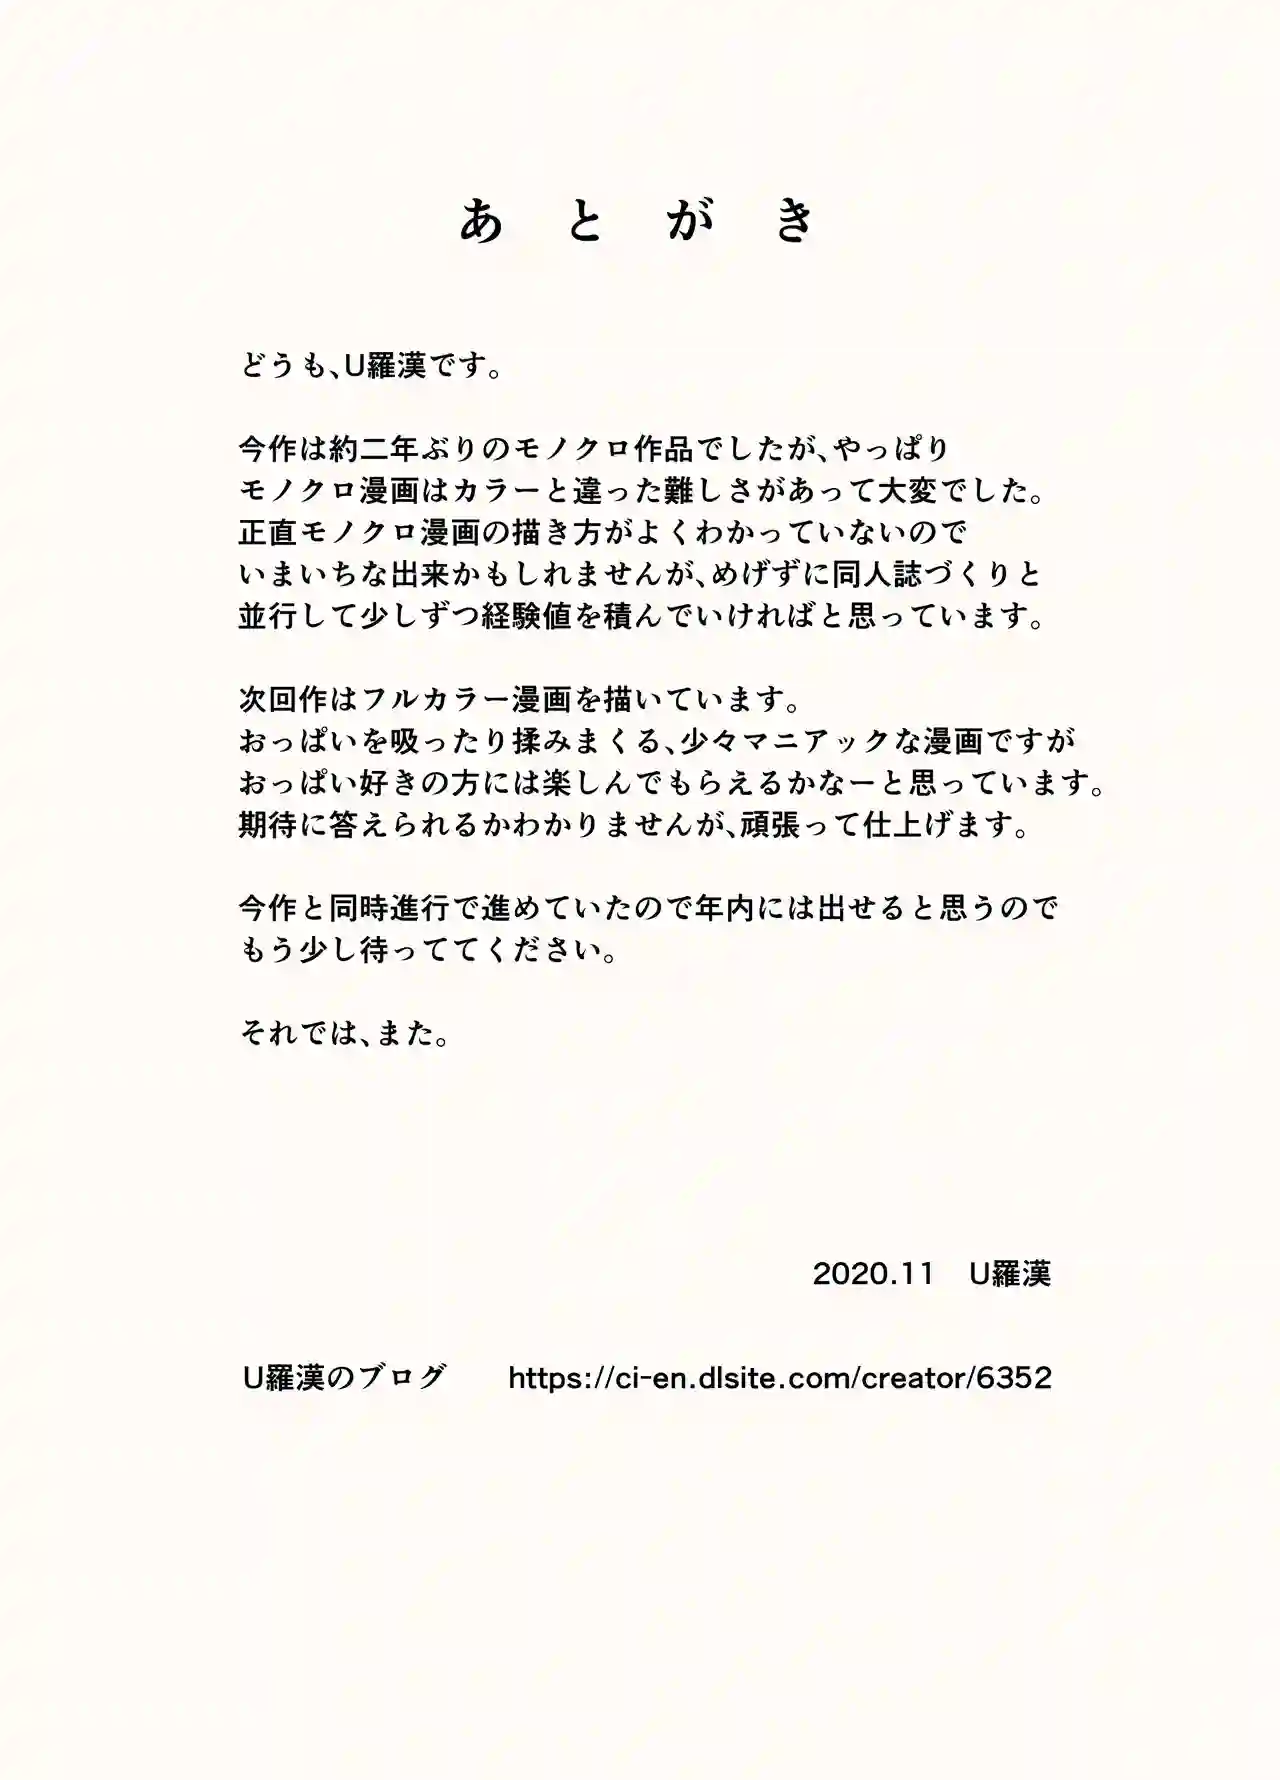 あとがき
どうも、U羅漢です。
今作は約二年ぶりのモノクロ作品でしたが、やっぱり
モノクロ漫画はカラーと違った難しさがあって大変でした。
正直モノクロ漫画の描き方がよくわかっていないので
いまいちな出来かもしれませんが、めげずに同人誌づくりと
並行して少しずつ経験値を積んでいければと思っています。
次回作はフルカラー漫画を描いています。
おっぱいを吸ったり揉みまくる、少々マニアックな漫画ですが
おっぱい好きの方には楽しんでもらえるかなーと思っています。
期待に答えられるかわかりませんが、頑張って仕上げます。
今作と同時進行で進めていたので年内には出せると思うので
もう少し待っててください。
それでは、また。
2020.11　U羅漢
U羅漢のブログ　https://ci-en.dlsite.com/creator/6352